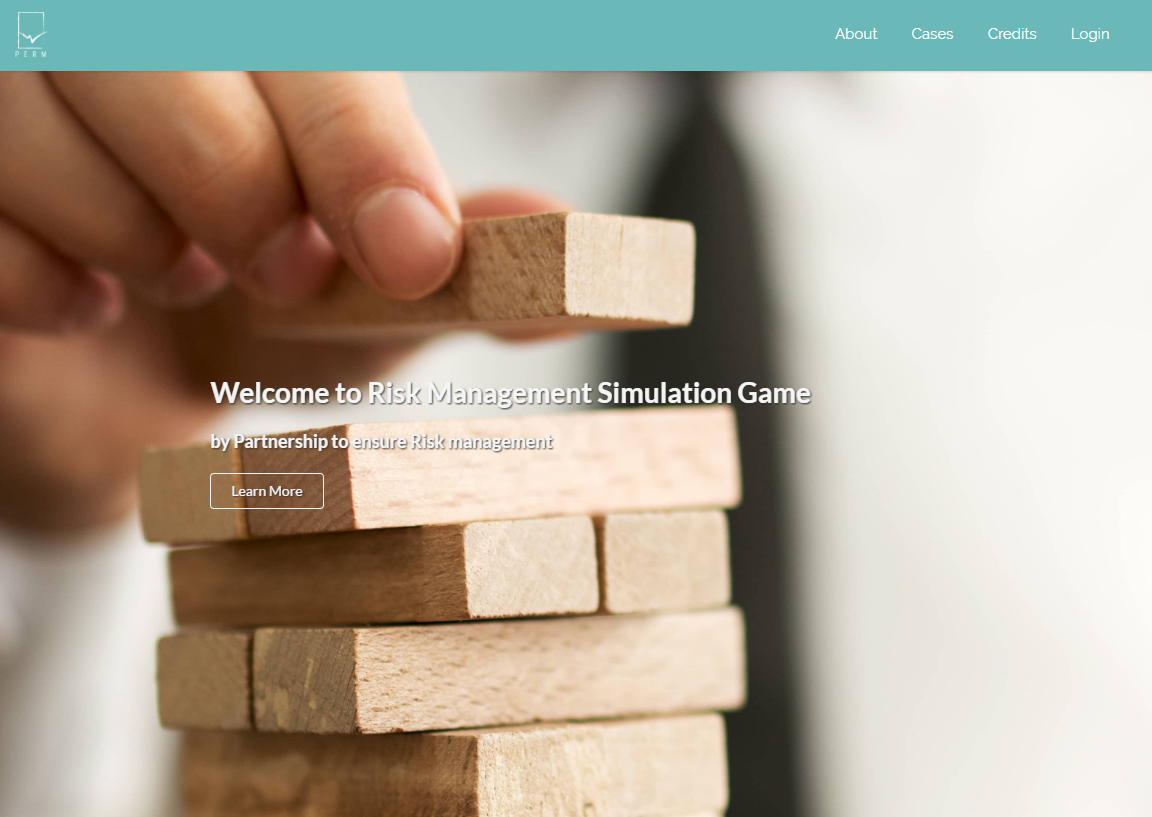 PERM
About Cases Credits Login
Welcome to Risk Management Simulation Game
by Partnership to ensure Risk management
Learn More